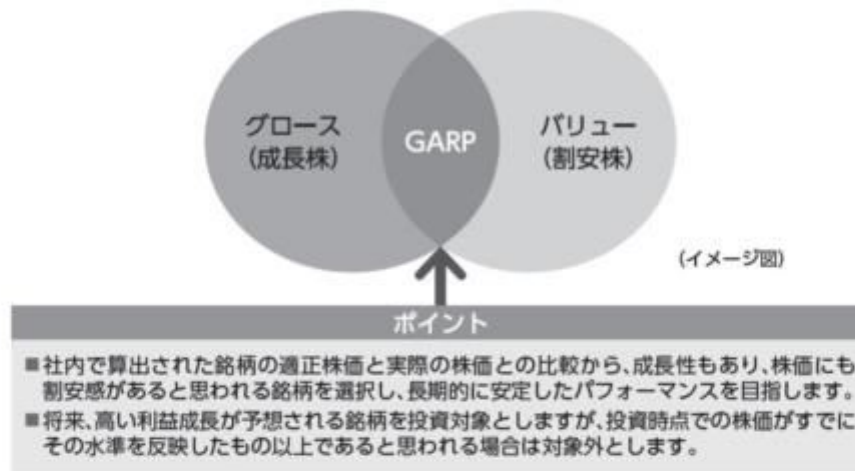 グロース
(成長株)
GARP
バリュー
(割安株)
(イメージ図)
ポイント
■社内で算出された銘柄の適正株価と実際の株価との比較から、成長性もあり、株価にも
割安感があると思われる銘柄を選択し、長期的に安定したパフォーマンスを目指します。
■将来、高い利益成長が予想される銘柄を投資対象としますが、投資時点での株価がすでに
その水準を反映したもの以上であると思われる場合は対象外とします。